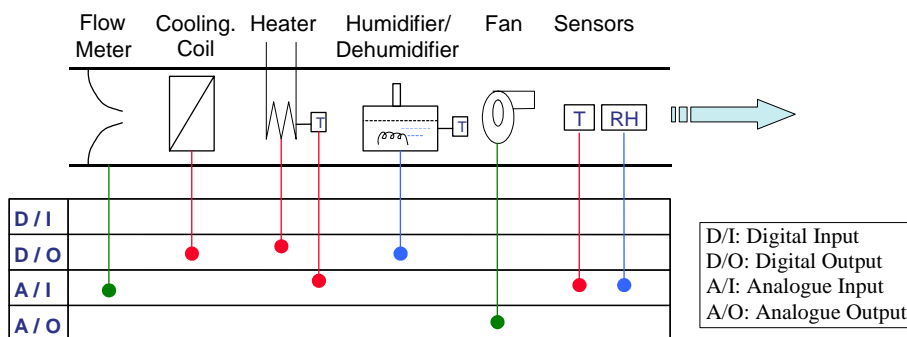 Flow Meter
Cooling. Coil
Heater
Humidifier/ Dehumidifier
Fan
Sensors
T
T
T
RH
D / I
D / O
A / I
A / O
D/I: Digital Input
D/O: Digital Output
A/I: Analogue Input
A/O: Analogue Output